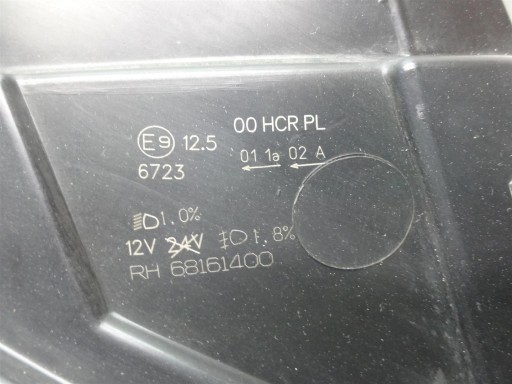 00 HCR PL
E9 12.5
01 1a 02 A
6723
1.0%
12V 24V 1.8%
RH 68161400